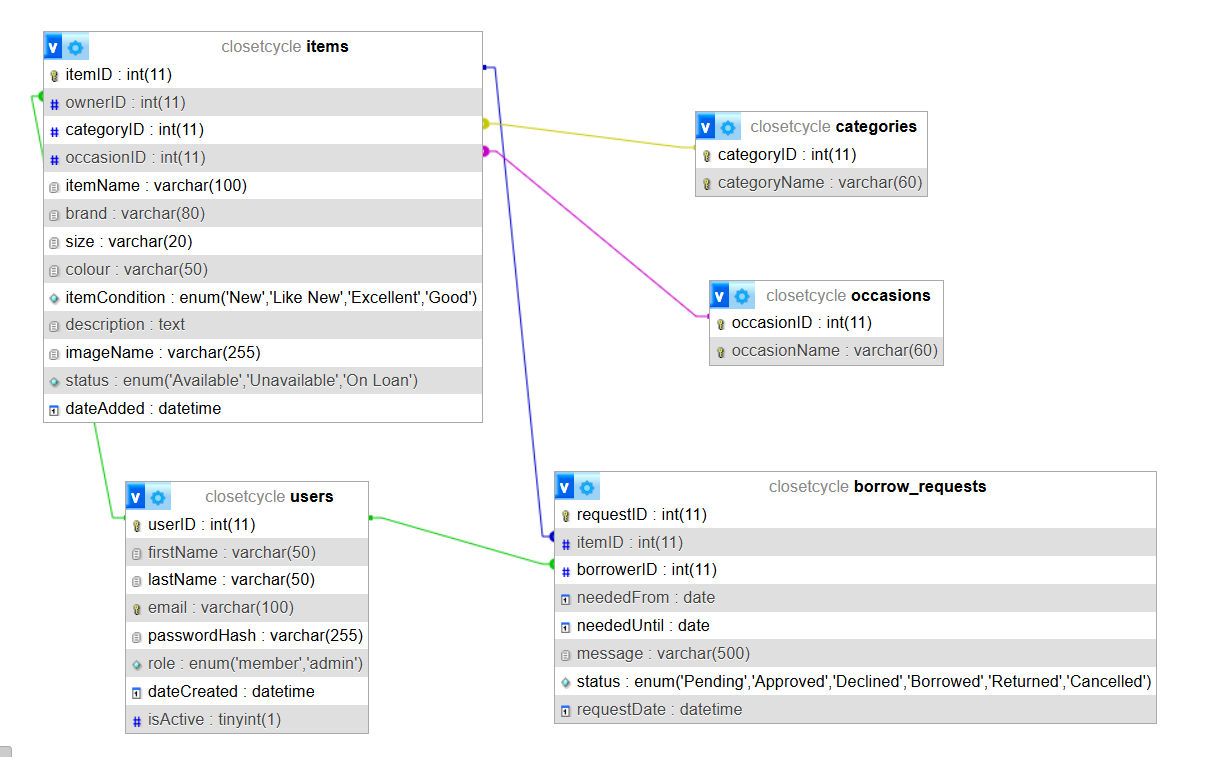 v closetcycle items
itemID : int(11)
ownerID : int(11)
categoryID : int(11)
occasionID : int(11)
itemName : varchar(100)
brand : varchar(80)
size : varchar(20)
colour : varchar(50)
itemCondition : enum('New','Like New','Excellent','Good')
description : text
imageName : varchar(255)
status : enum('Available','Unavailable','On Loan')
dateAdded : datetime
v closetcycle categories
categoryID : int(11)
categoryName : varchar(60)
v closetcycle occasions
occasionID : int(11)
occasionName : varchar(60)
v closetcycle users
userID : int(11)
firstName : varchar(50)
lastName : varchar(50)
email : varchar(100)
passwordHash : varchar(255)
role : enum('member','admin')
dateCreated : datetime
isActive : tinyint(1)
v closetcycle borrow_requests
requestID : int(11)
itemID : int(11)
borrowerID : int(11)
neededFrom : date
neededUntil : date
message : varchar(500)
status : enum('Pending','Approved','Declined','Borrowed','Returned','Cancelled')
requestDate : datetime